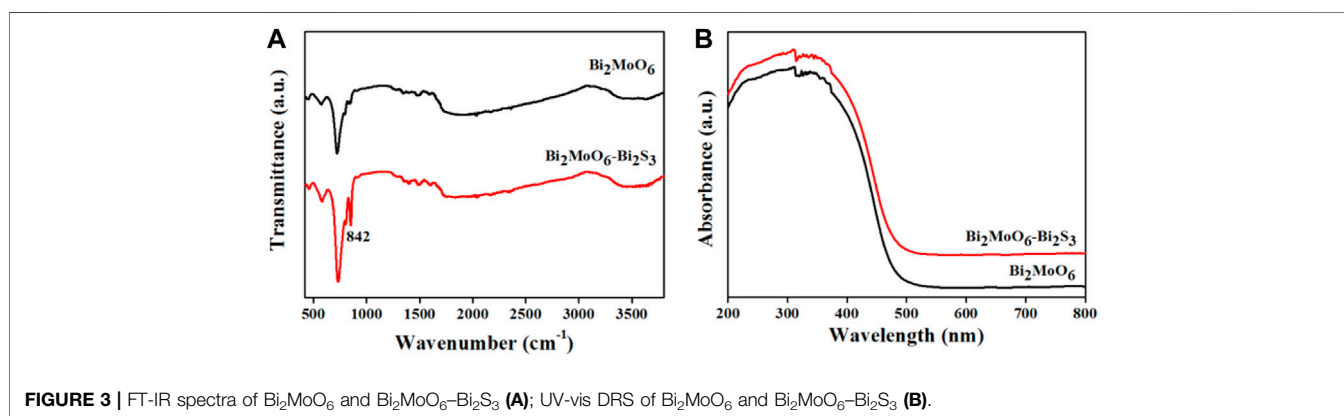 A
Bi₂MoO₆
Bi₂MoO₆-Bi₂S₃
842
Transmittance (a.u.)
500 1000 1500 2000 2500 3000 3500
Wavenumber (cm⁻¹)
B
Bi₂MoO₆-Bi₂S₃
Bi₂MoO₆
Absorbance (a.u.)
200 300 400 500 600 700 800
Wavelength (nm)
FIGURE 3 | FT-IR spectra of Bi₂MoO₆ and Bi₂MoO₆–Bi₂S₃ (A); UV-vis DRS of Bi₂MoO₆ and Bi₂MoO₆–Bi₂S₃ (B).